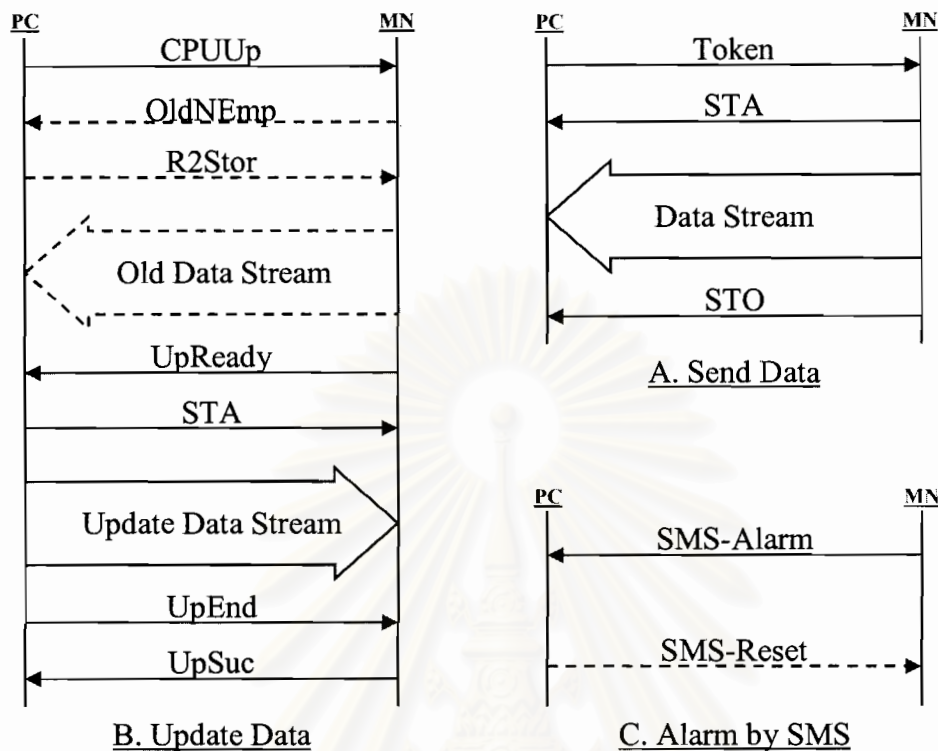 PC MN
CPUUp
OldNEmp
R2Stor
Old Data Stream
UpReady
STA
Update Data Stream
UpEnd
UpSuc
B. Update Data
PC MN
Token
STA
Data Stream
STO
A. Send Data
PC MN
SMS-Alarm
SMS-Reset
C. Alarm by SMS